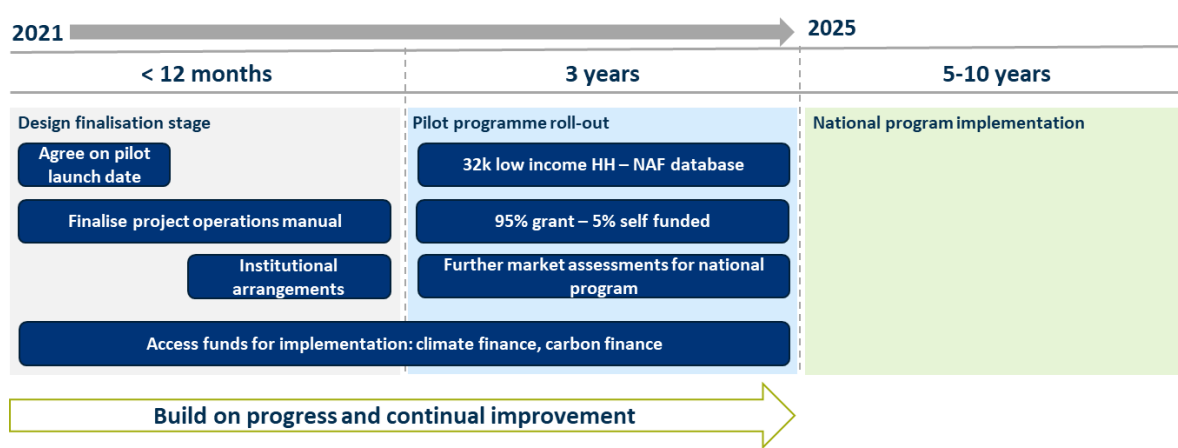 2021
2025
< 12 months
3 years
5-10 years
Design finalisation stage
Agree on pilot
launch date
Finalise project operations manual
Institutional
arrangements
Pilot programme roll-out
32k low income HH – NAF database
95% grant – 5% self funded
Further market assessments for national
program
National program implementation
Access funds for implementation: climate finance, carbon finance
Build on progress and continual improvement